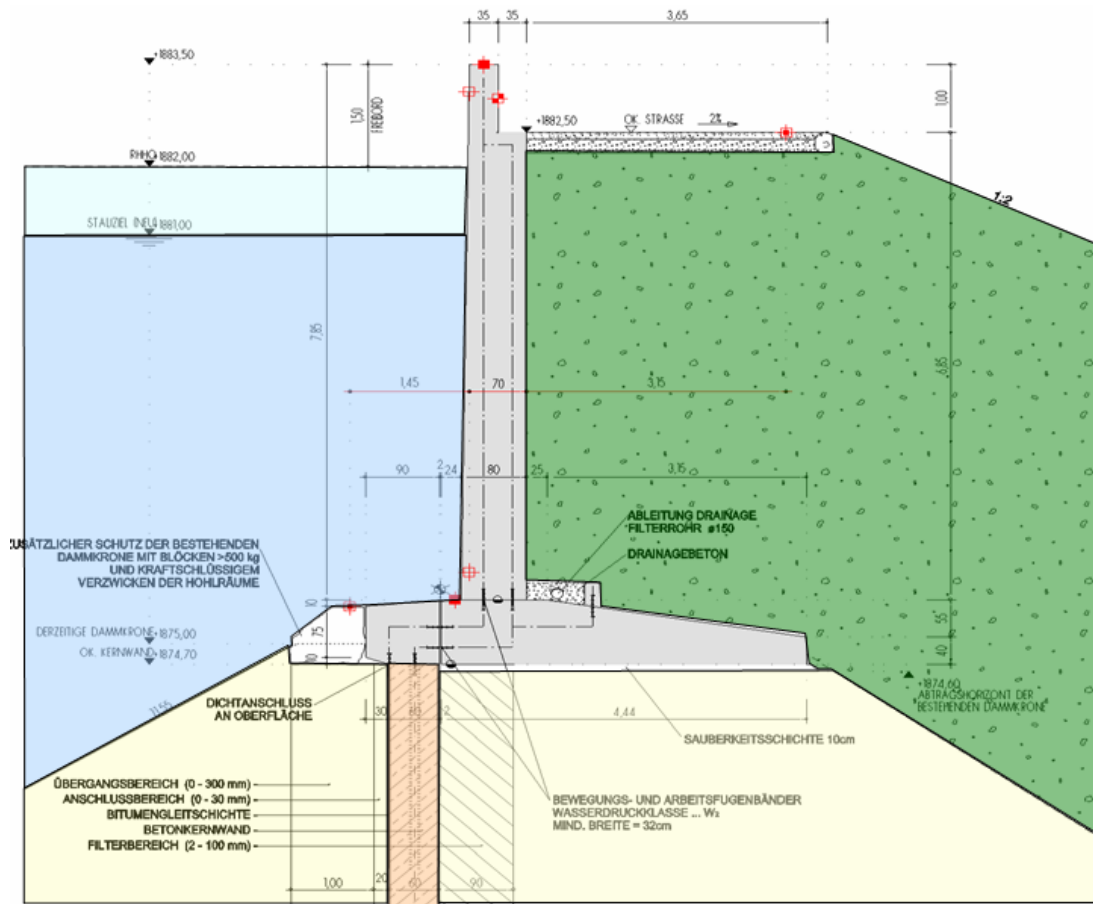 35
35
3,65
+1883,50
1,50
FREIBORD
1,00
+1882,50
OK. STRASSE
2%
RHHQ
+1882,00
1:2
STAUZIEL (NEU)
+1881,00
7,85
6,85
1,45
70
3,15
2
90
24
80
25
3,15
ABLEITUNG DRAINAGE
FILTERROHR ø150
DRAINAGEBETON
ZUSÄTZLICHER SCHUTZ DER BESTEHENDEN
DAMMKRONE MIT BLÖCKEN >500 kg
UND KRAFTSCHLÜSSIGEM
VERZWICKEN DER HOHLRÄUME
10
75
10
DERZEITIGE DAMMKRONE
+1875,00
OK. KERNWAND
+1874,70
40
+1874,60
ABTRAGSHORIZONT DER
BESTEHENDEN DAMMKRONE
DICHTANSCHLUSS
AN OBERFLÄCHE
30
2
4,44
SAUBERKEITSSCHICHTE 10cm
ÜBERGANGSBEREICH (0 - 300 mm)
ANSCHLUSSBEREICH (0 - 30 mm)
BITUMENGLEITSCHICHTE
BETONKERNWAND
FILTERBEREICH (2 - 100 mm)
BEWEGUNGS- UND ARBEITSFUGENBÄNDER
WASSERDRUCKKLASSE ... W₂
MIND. BREITE = 32cm
1,00
20
60
90